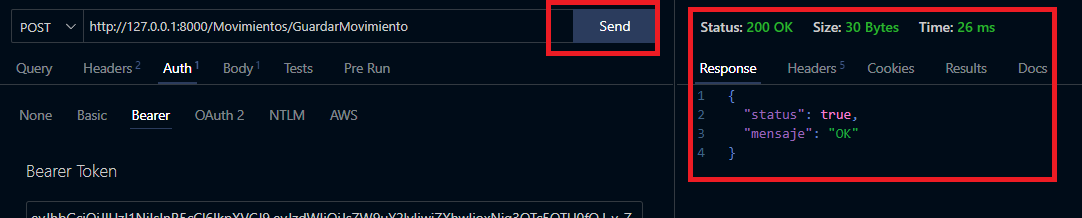 POST http://127.0.0.1:8000/Movimientos/GuardarMovimiento Send
Query Headers 2 Auth 1 Body 1 Tests Pre Run
None Basic Bearer OAuth 2 NTLM AWS
Bearer Token
Status: 200 OK Size: 30 Bytes Time: 26 ms
Response Headers 5 Cookies Results Docs
1 {
2 "status": true,
3 "mensaje": "OK"
4 }